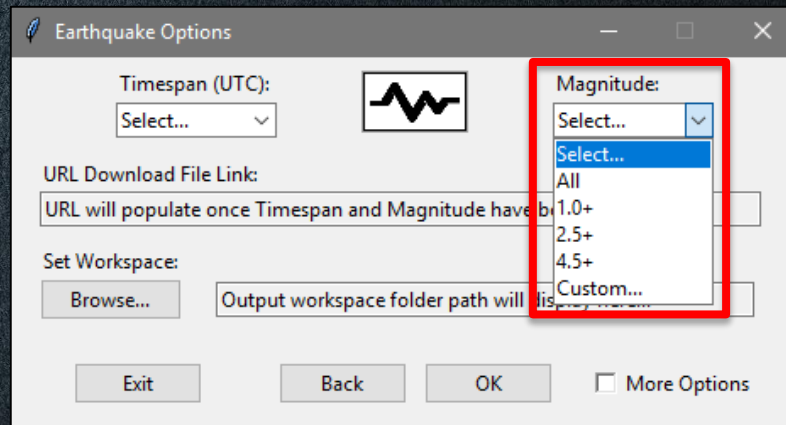 Earthquake Options
Timespan (UTC):
Magnitude:
Select...
Select...
Select...
All
1.0+
2.5+
4.5+
Custom...
URL Download File Link:
URL will populate once Timespan and Magnitude have
Set Workspace:
Browse...
Output workspace folder path will
Exit
Back
OK
More Options